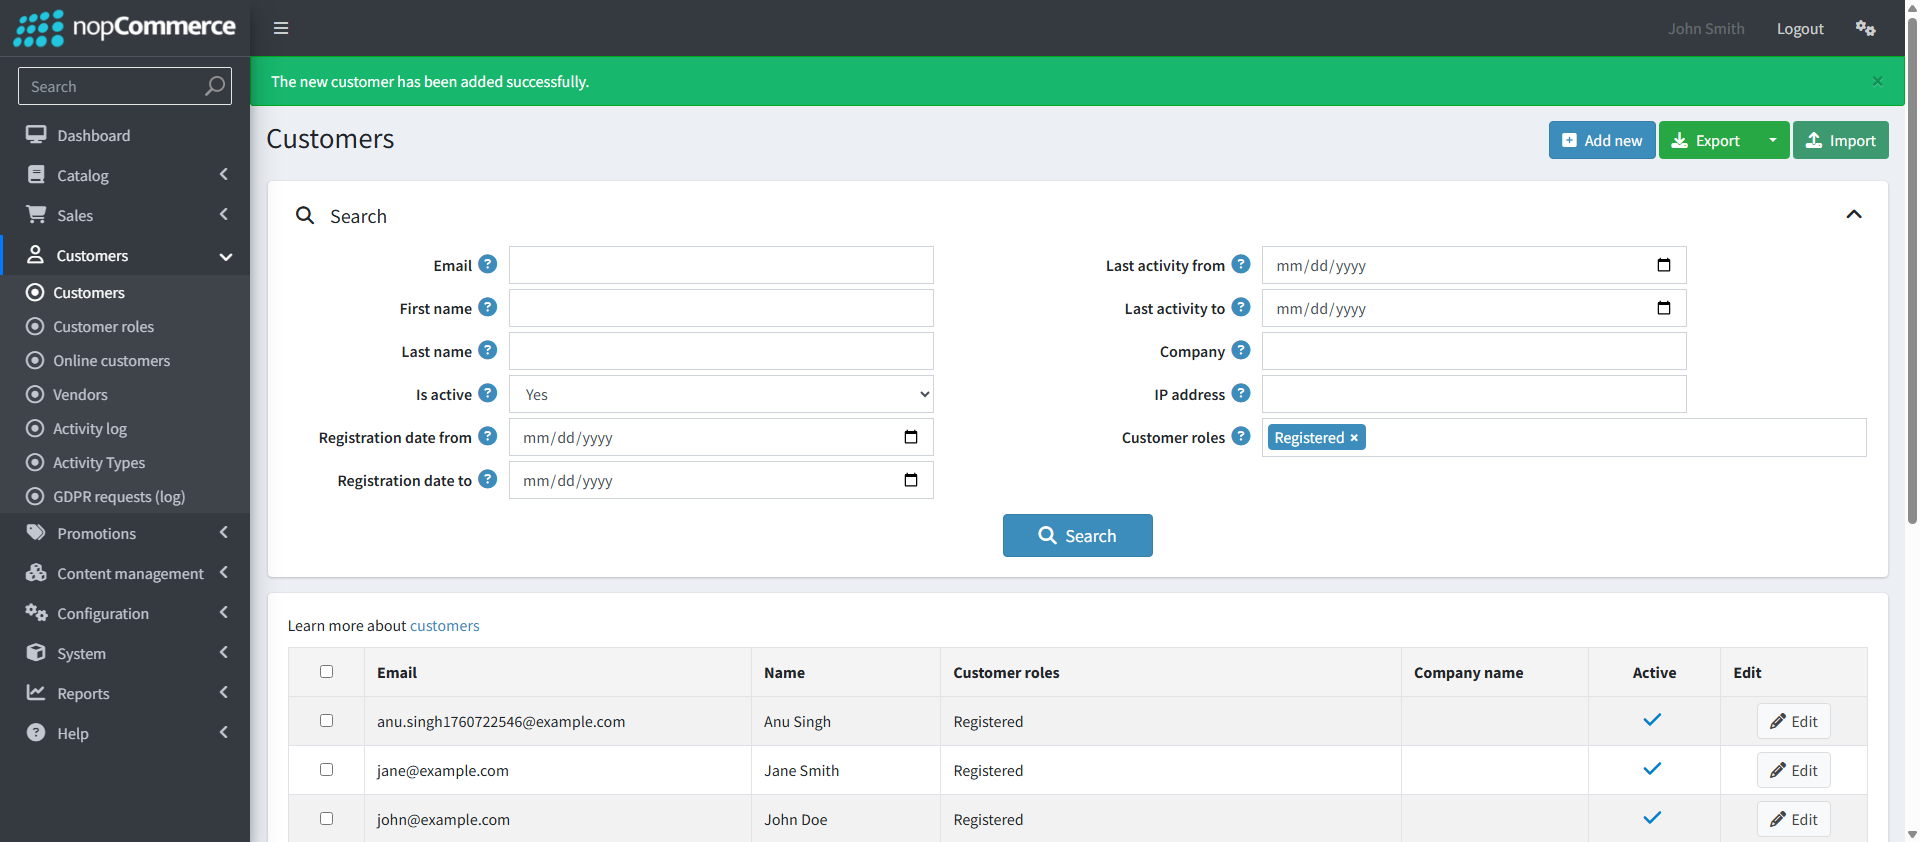 nopCommerce
John Smith
Logout
Search
The new customer has been added successfully.
×
Dashboard
Catalog
Sales
Customers
Customers
Customer roles
Online customers
Vendors
Activity log
Activity Types
GDPR requests (log)
Promotions
Content management
Configuration
System
Reports
Help
Customers
Add new
Export
Import
Search
Email ?
First name ?
Last name ?
Is active ? Yes
Registration date from ? mm/dd/yyyy
Registration date to ? mm/dd/yyyy
Last activity from ? mm/dd/yyyy
Last activity to ? mm/dd/yyyy
Company ?
IP address ?
Customer roles ? Registered ×
Search
Learn more about customers
Email Name Customer roles Company name Active Edit
anu.singh1760722546@example.com Anu Singh Registered Edit
jane@example.com Jane Smith Registered Edit
john@example.com John Doe Registered Edit